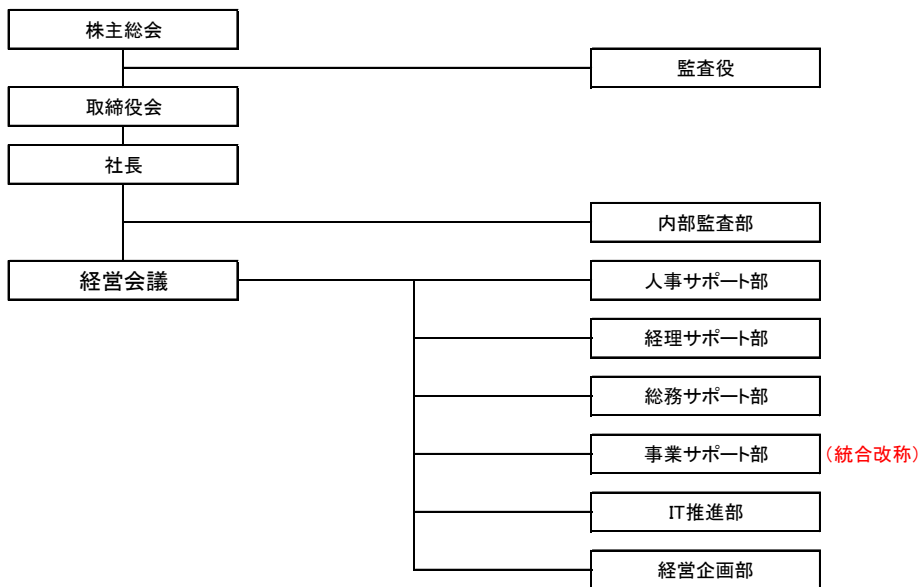 株主総会
監査役
取締役会
社長
内部監査部
経営会議
人事サポート部
経理サポート部
総務サポート部
事業サポート部
(統合改称)
IT推進部
経営企画部